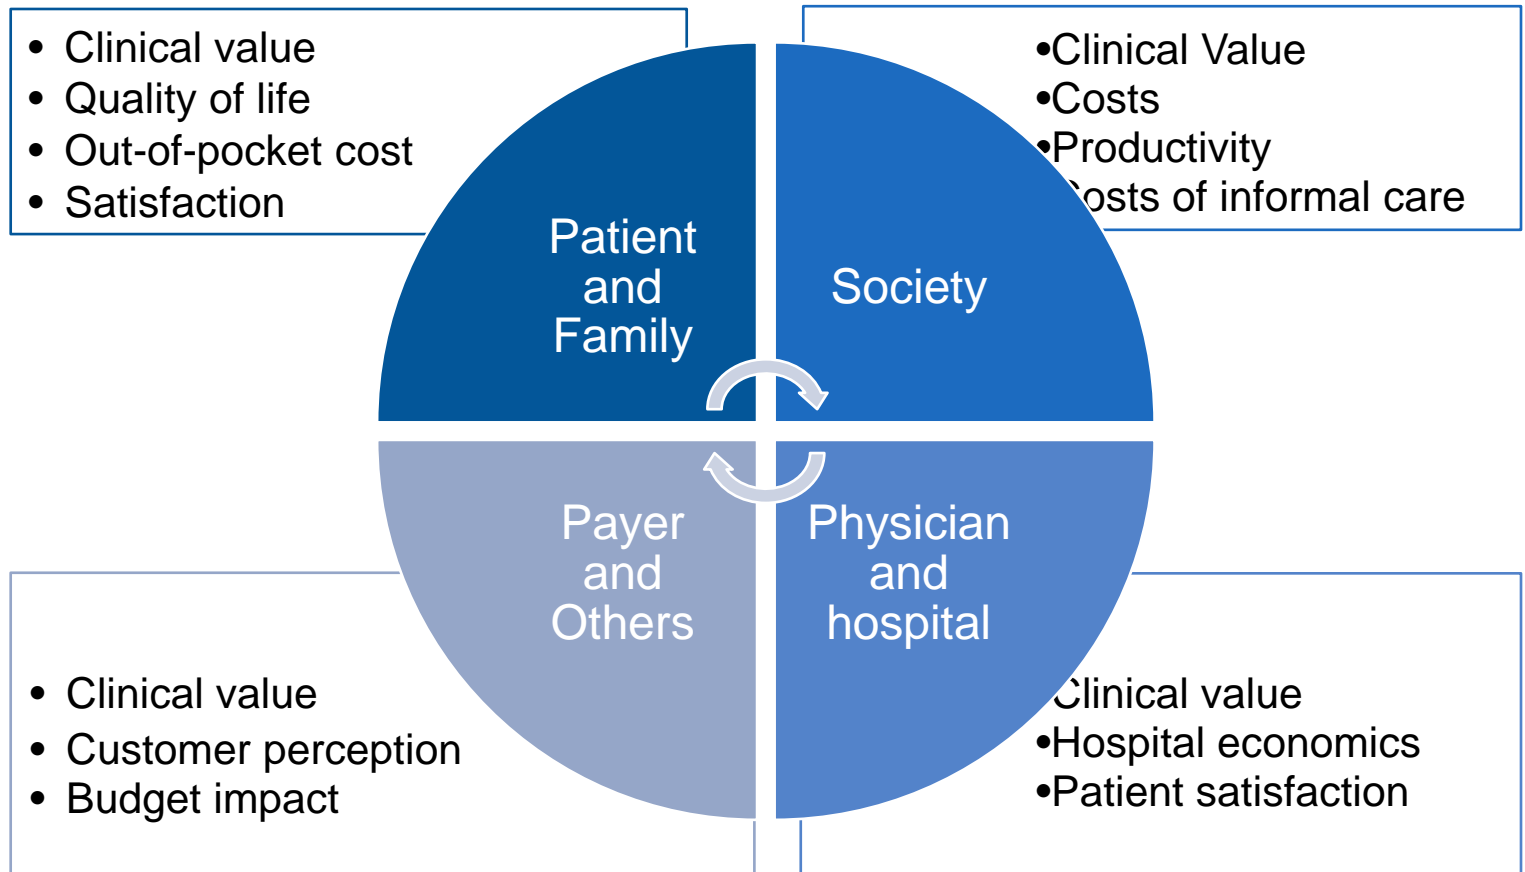 • Clinical value
• Quality of life
• Out-of-pocket cost
• Satisfaction
Patient
and
Family
Society
•Clinical Value
•Costs
•Productivity
•Costs of informal care
Payer
and
Others
Physician
and
hospital
• Clinical value
• Customer perception
• Budget impact
Clinical value
•Hospital economics
•Patient satisfaction